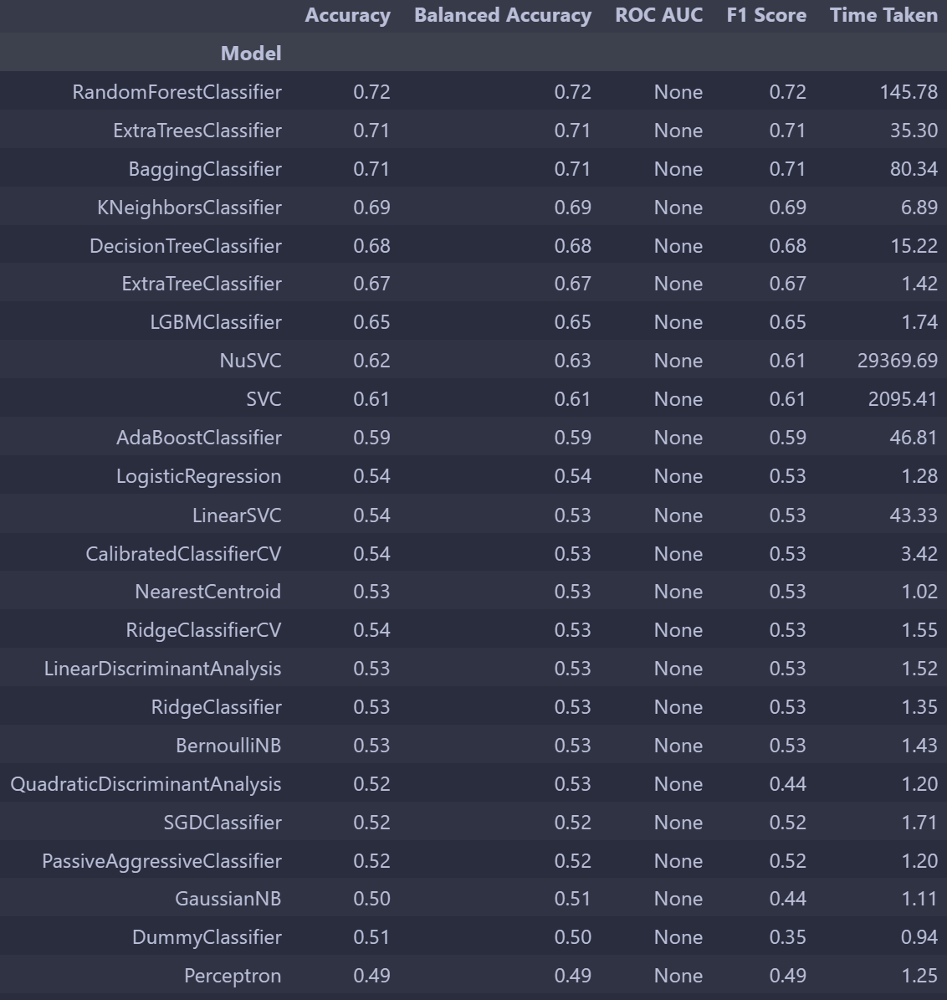 Accuracy Balanced Accuracy ROC AUC F1 Score Time Taken
Model
RandomForestClassifier 0.72 0.72 None 0.72 145.78
ExtraTreesClassifier 0.71 0.71 None 0.71 35.30
BaggingClassifier 0.71 0.71 None 0.71 80.34
KNeighborsClassifier 0.69 0.69 None 0.69 6.89
DecisionTreeClassifier 0.68 0.68 None 0.68 15.22
ExtraTreeClassifier 0.67 0.67 None 0.67 1.42
LGBMClassifier 0.65 0.65 None 0.65 1.74
NuSVC 0.62 0.63 None 0.61 29369.69
SVC 0.61 0.61 None 0.61 2095.41
AdaBoostClassifier 0.59 0.59 None 0.59 46.81
LogisticRegression 0.54 0.54 None 0.53 1.28
LinearSVC 0.54 0.53 None 0.53 43.33
CalibratedClassifierCV 0.54 0.53 None 0.53 3.42
NearestCentroid 0.53 0.53 None 0.53 1.02
RidgeClassifierCV 0.54 0.53 None 0.53 1.55
LinearDiscriminantAnalysis 0.53 0.53 None 0.53 1.52
RidgeClassifier 0.53 0.53 None 0.53 1.35
BernoulliNB 0.53 0.53 None 0.53 1.43
QuadraticDiscriminantAnalysis 0.52 0.53 None 0.44 1.20
SGDClassifier 0.52 0.52 None 0.52 1.71
PassiveAggressiveClassifier 0.52 0.52 None 0.52 1.20
GaussianNB 0.50 0.51 None 0.44 1.11
DummyClassifier 0.51 0.50 None 0.35 0.94
Perceptron 0.49 0.49 None 0.49 1.25